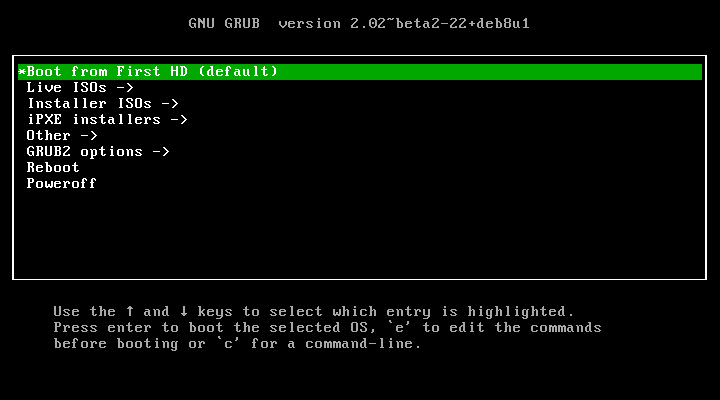 GNU GRUB  version 2.02~beta2-22+deb8u1
*Boot from First HD (default)
Live ISOs ->
Installer ISOs ->
iPXE installers ->
Other ->
GRUB2 options ->
Reboot
Poweroff
Use the ↑ and ↓ keys to select which entry is highlighted.
Press enter to boot the selected OS, `e' to edit the commands
before booting or `c' for a command-line.